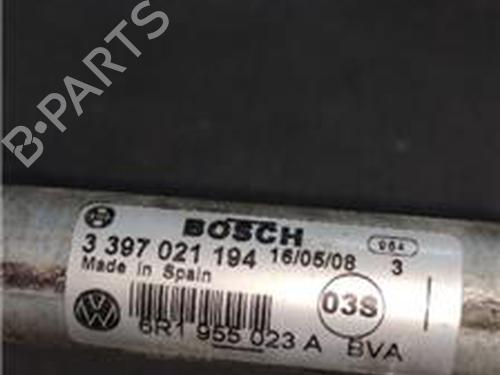 B-PARTS
BOSCH
3 397 021 194 16/05/08 3
Made in Spain
03S
6R1 955 023 A BVA